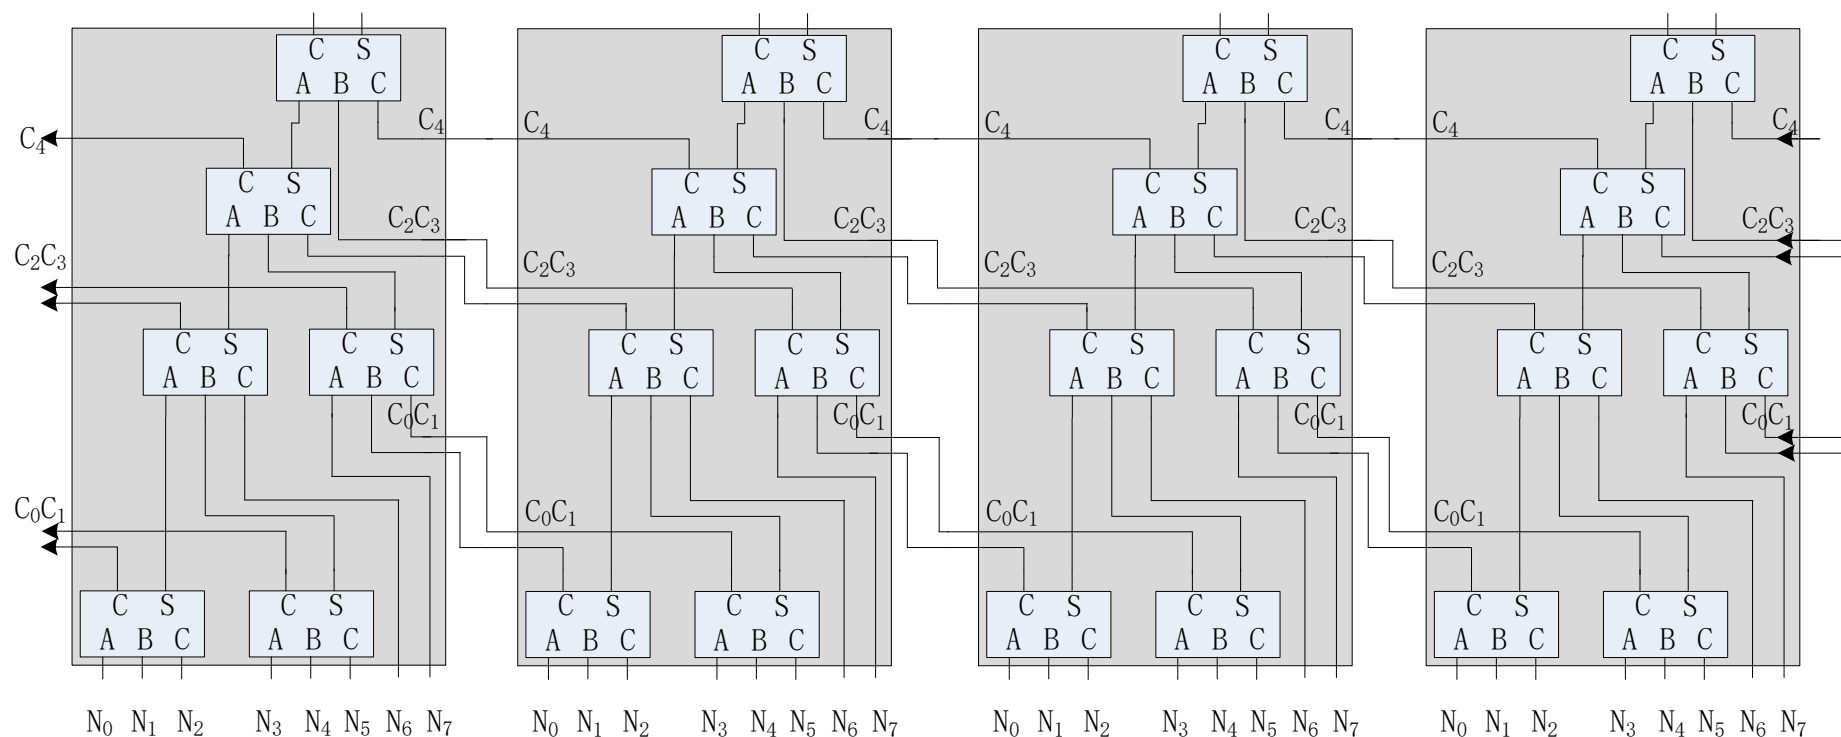 C S C S C S C S
A B C A B C A B C A B C
C₄ C₄ C₄ C₄ C₄ C₄ C₄ C₄
C S C S C S C S
A B C A B C A B C A B C
C₂C₃ C₂C₃ C₂C₃ C₂C₃
C₂C₃ C₂C₃ C₂C₃ C₂C₃
C S C S C S C S C S C S C S C S
A B C A B C A B C A B C A B C A B C A B C A B C
C₀C₁ C₀C₁ C₀C₁ C₀C₁
C₀C₁ C₀C₁ C₀C₁ C₀C₁
C S C S C S C S C S C S C S C S
A B C A B C A B C A B C A B C A B C A B C A B C
N₀ N₁ N₂ N₃ N₄ N₅ N₆ N₇ N₀ N₁ N₂ N₃ N₄ N₅ N₆ N₇ N₀ N₁ N₂ N₃ N₄ N₅ N₆ N₇ N₀ N₁ N₂ N₃ N₄ N₅ N₆ N₇